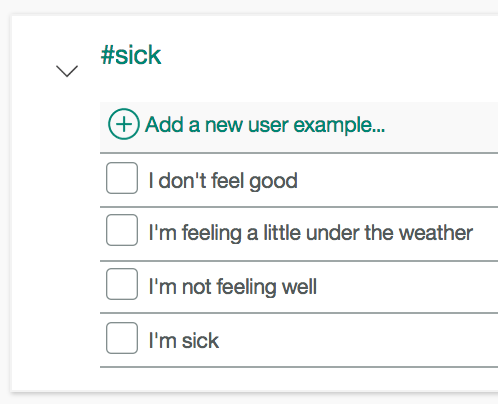 #sick
Add a new user example...
I don't feel good
I'm feeling a little under the weather
I'm not feeling well
I'm sick